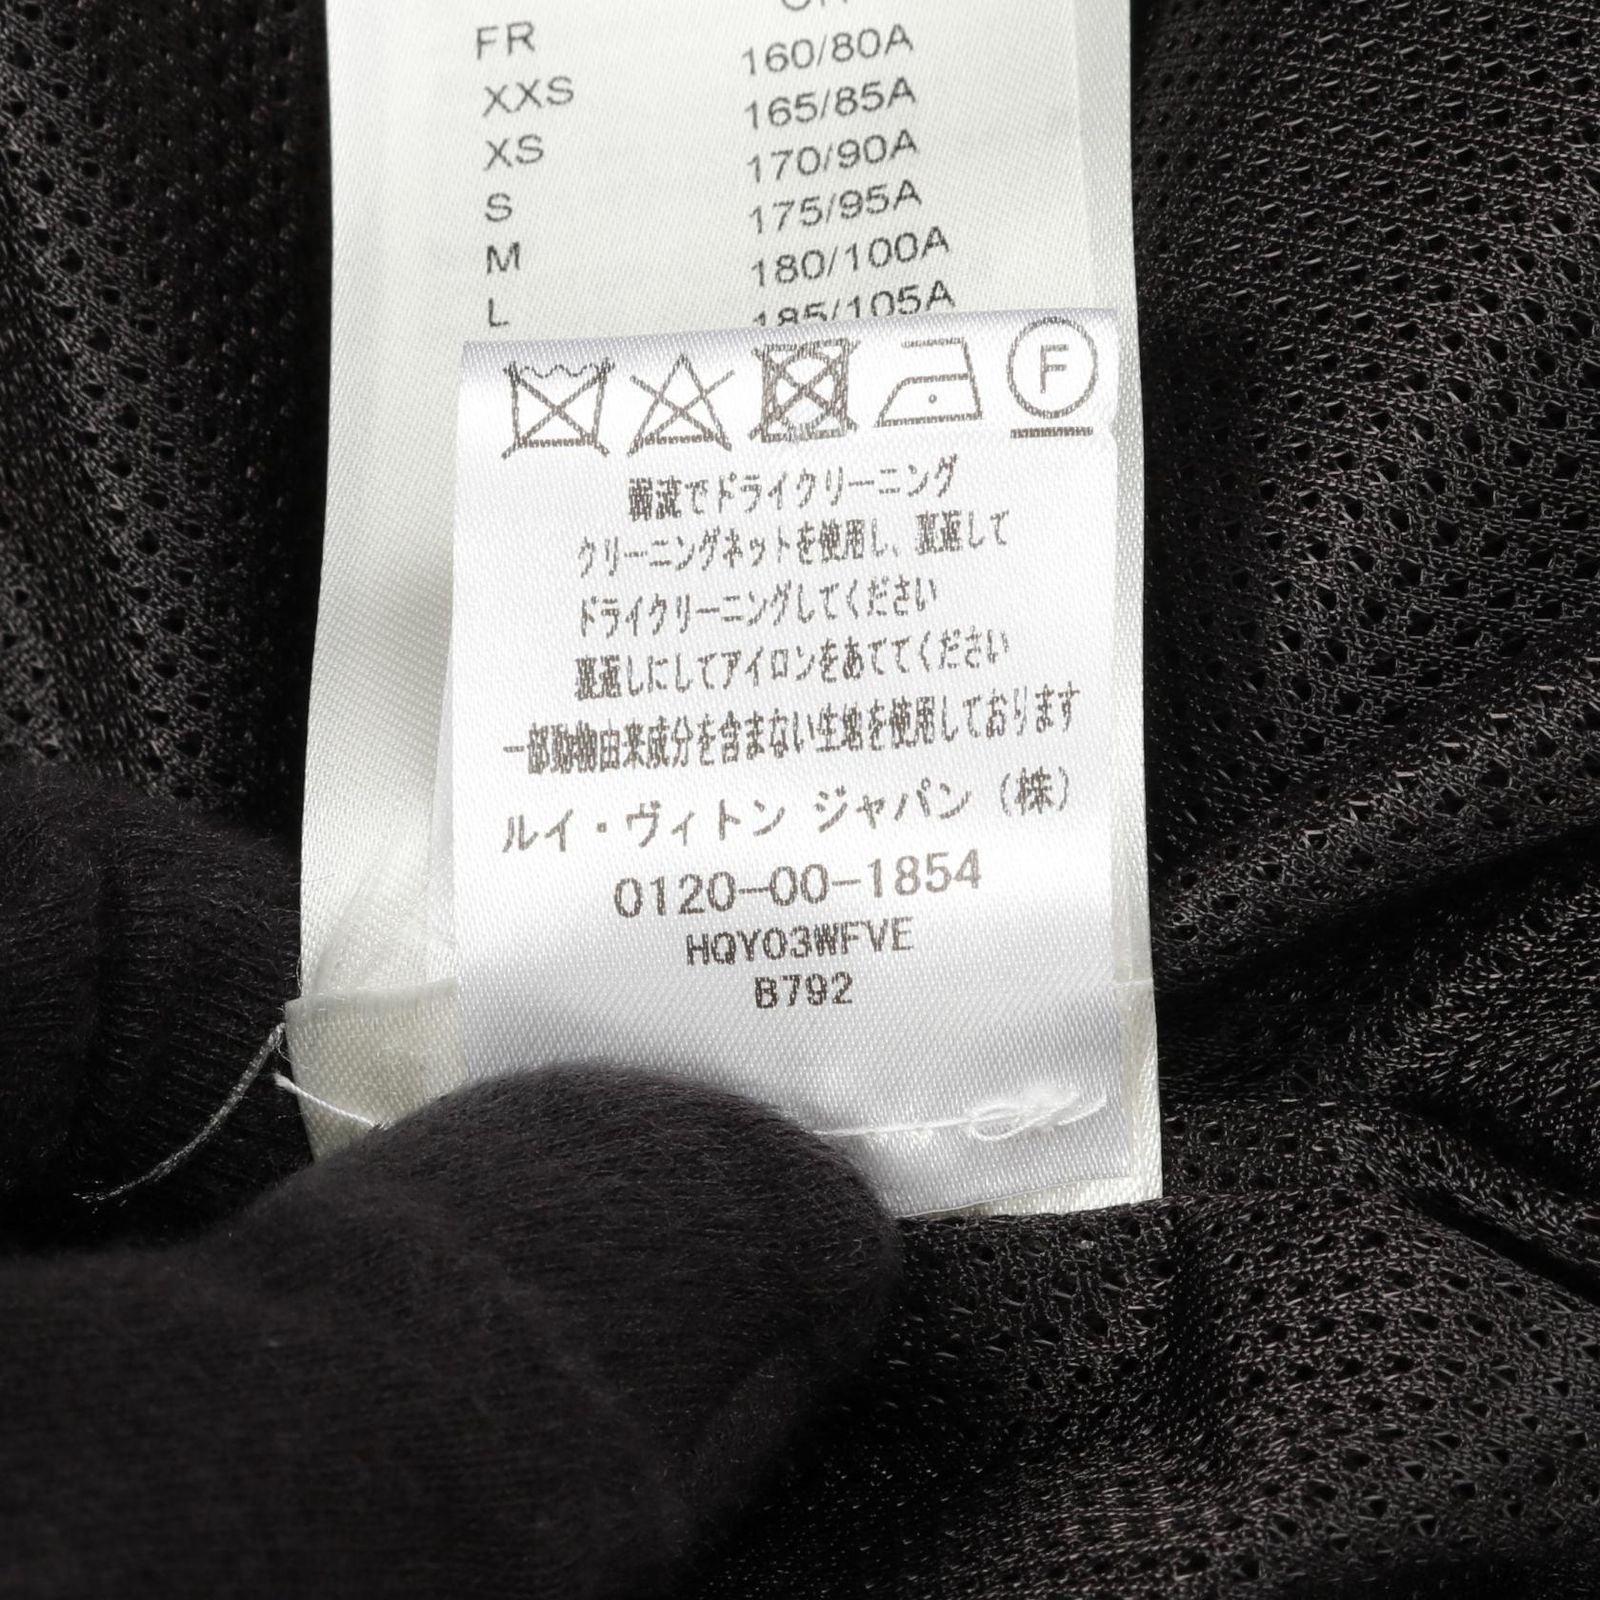 FR
XXS 160/80A
XS 165/85A
S 170/90A
M 175/95A
L 180/100A
185/105A
F
弱流でドライクリーニング
クリーニングネットを使用し、裏返して
ドライクリーニングしてください
裏返しにしてアイロンをあててください
一部動物由来成分を含まない生地を使用しております
ルイ・ヴィトン ジャパン(株)
0120-00-1854
HQY03WFVE
B792